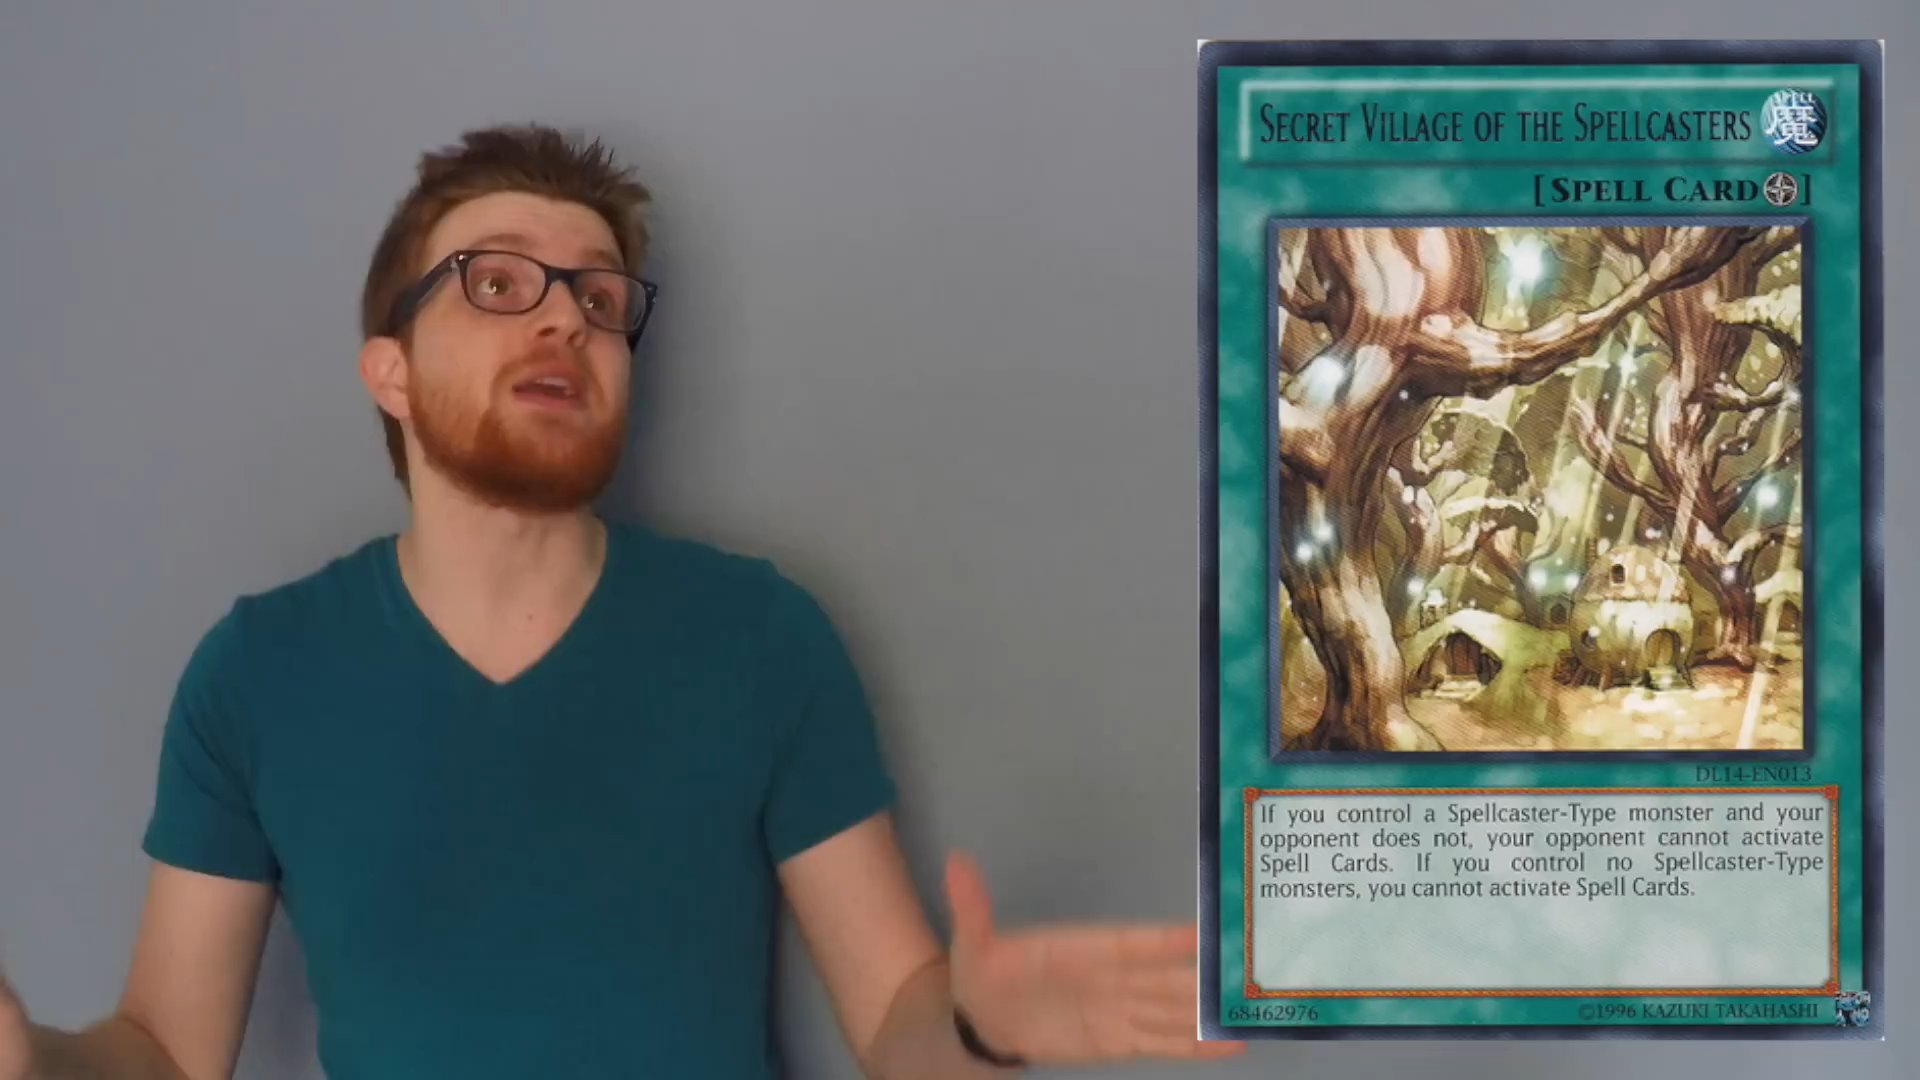 SECRET VILLAGE OF THE SPELLCASTERS
SPELL
魔
[SPELL CARD]
DL14-EN013
If you control a Spellcaster-Type monster and your
opponent does not, your opponent cannot activate
Spell Cards. If you control no Spellcaster-Type
monsters, you cannot activate Spell Cards.
68462976
©1996 KAZUKI TAKAHASHI